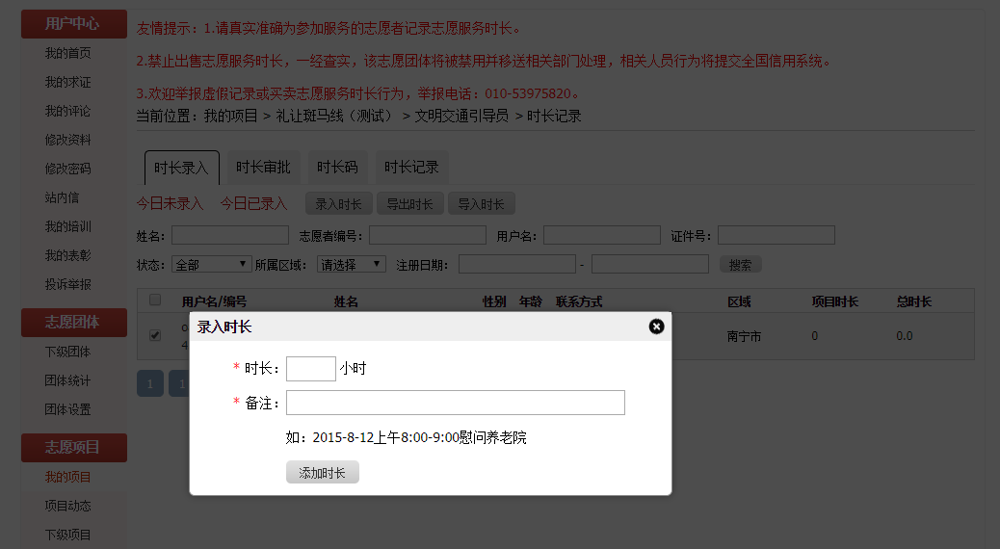 用户中心
我的首页
我的求证
我的评论
修改资料
修改密码
站内信
我的培训
我的表彰
投诉举报
志愿团体
下级团体
团体统计
团体设置
志愿项目
我的项目
项目动态
下级项目
友情提示：1.请真实准确为参加服务的志愿者记录志愿服务时长。
2.禁止出售志愿服务时长，一经查实，该志愿团体将被禁用并移送相关部门处理，相关人员行为将提交全国信用系统。
3.欢迎举报虚假记录或买卖志愿服务时长行为，举报电话：010-53975820。
当前位置：我的项目 > 礼让斑马线（测试） > 文明交通引导员 > 时长记录
时长录入 时长审批 时长码 时长记录
今日未录入 今日已录入 录入时长 导出时长 导入时长
姓名： 志愿者编号： 用户名： 证件号：
状态： 全部 所属区域： 请选择 注册日期： - 搜索
用户名/编号 姓名 性别 年龄 联系方式 区域 项目时长 总时长
南宁市 0 0.0
1 1
录入时长
* 时长： 小时
* 备注：
如：2015-8-12上午8:00-9:00慰问养老院
添加时长